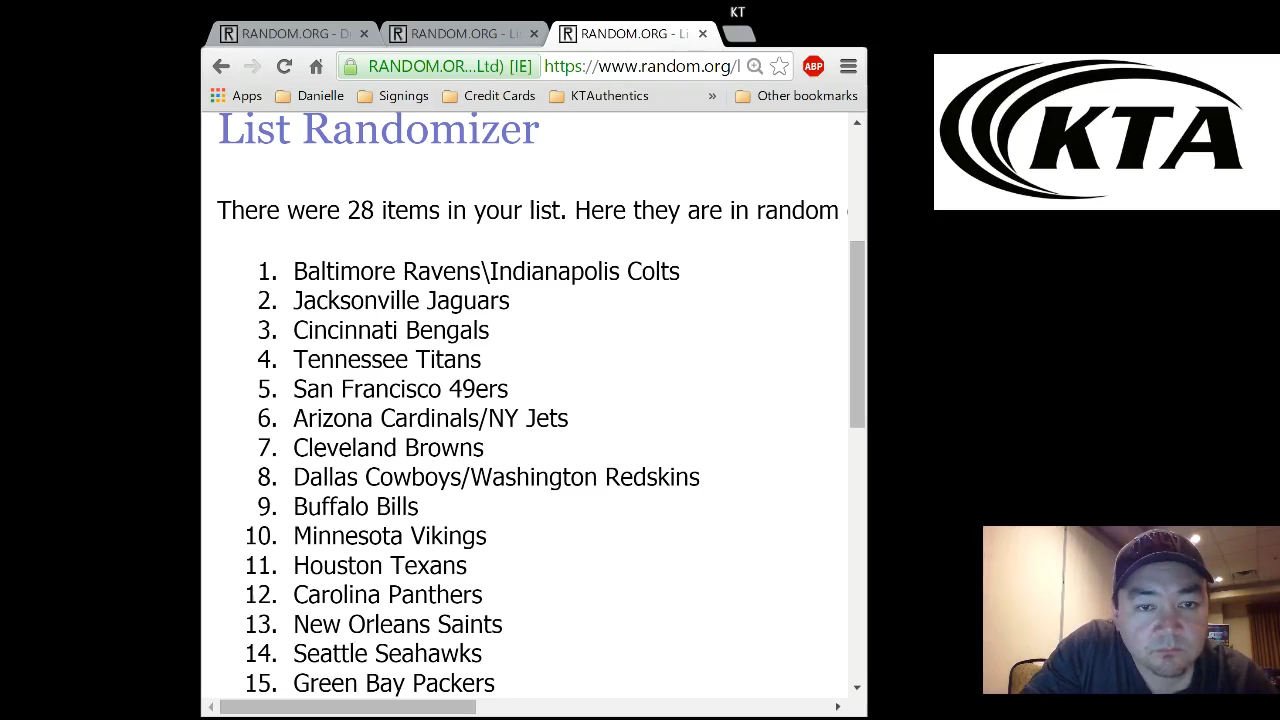 KT
RANDOM.ORG - D
RANDOM.ORG - Li
RANDOM.ORG - Li
RANDOM.OR...Ltd) [IE]
https://www.random.org/l
ABP
Apps
Danielle
Signings
Credit Cards
KTAuthentics
»
Other bookmarks
KTA
List Randomizer
There were 28 items in your list. Here they are in random
1. Baltimore Ravens\Indianapolis Colts
2. Jacksonville Jaguars
3. Cincinnati Bengals
4. Tennessee Titans
5. San Francisco 49ers
6. Arizona Cardinals/NY Jets
7. Cleveland Browns
8. Dallas Cowboys/Washington Redskins
9. Buffalo Bills
10. Minnesota Vikings
11. Houston Texans
12. Carolina Panthers
13. New Orleans Saints
14. Seattle Seahawks
15. Green Bay Packers